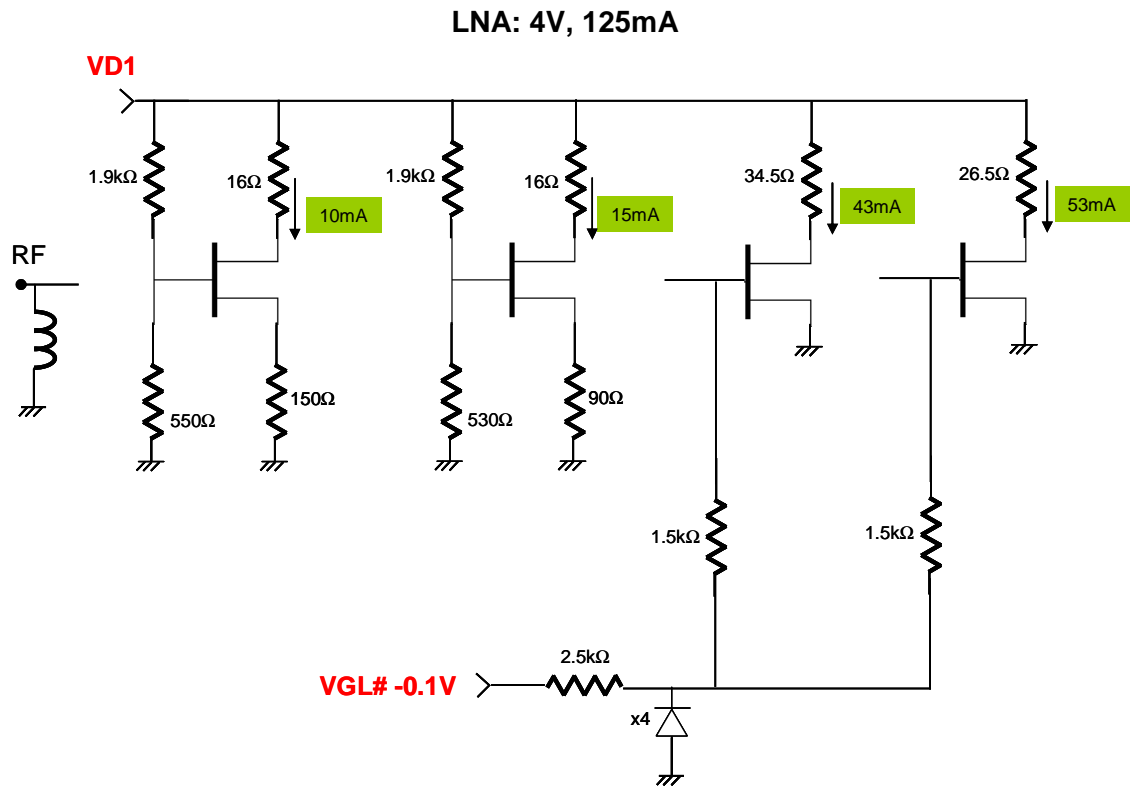 LNA: 4V, 125mA
VD1
1.9kΩ
16Ω
10mA
1.9kΩ
16Ω
15mA
34.5Ω
43mA
26.5Ω
53mA
RF
550Ω
150Ω
530Ω
90Ω
1.5kΩ
1.5kΩ
2.5kΩ
VGL# -0.1V
x4